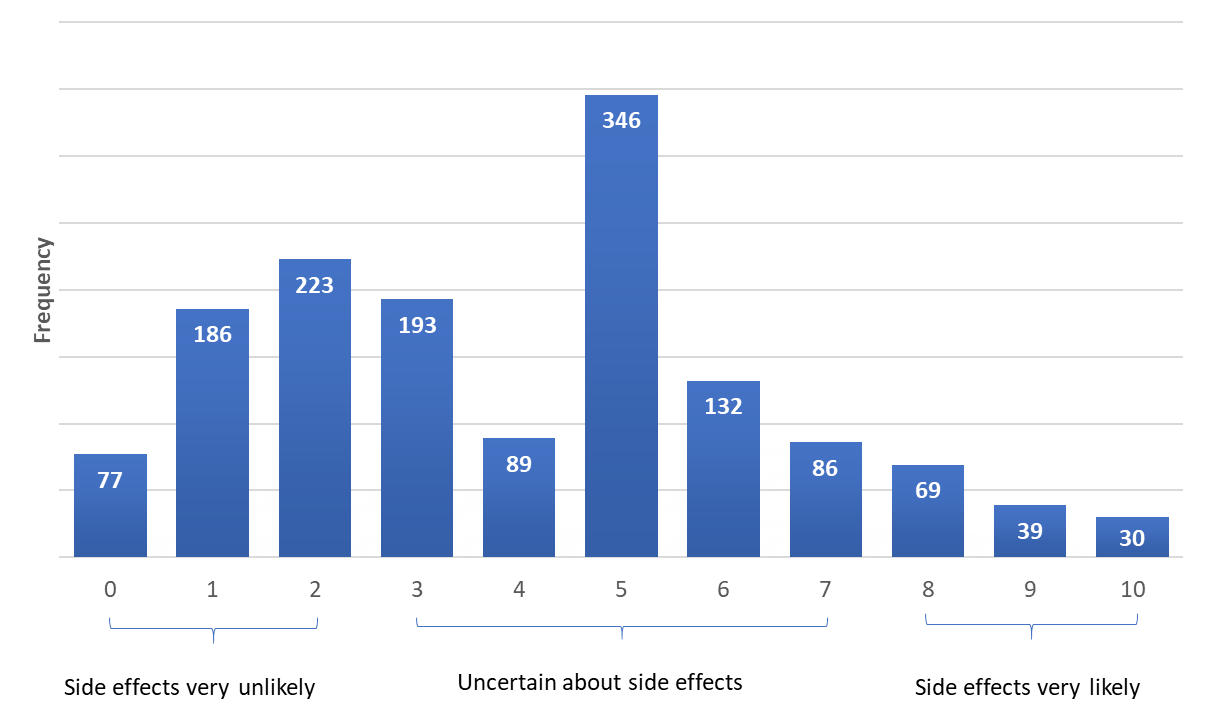 Frequency
77
186
223
193
89
346
132
86
69
39
30
0 1 2 3 4 5 6 7 8 9 10
Side effects very unlikely
Uncertain about side effects
Side effects very likely